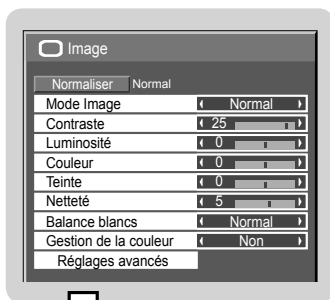 Image
Normaliser Normal
Mode Image Normal
Contraste 25
Luminosité 0
Couleur 0
Teinte 0
Netteté 5
Balance blancs Normal
Gestion de la couleur Non
Réglages avancés